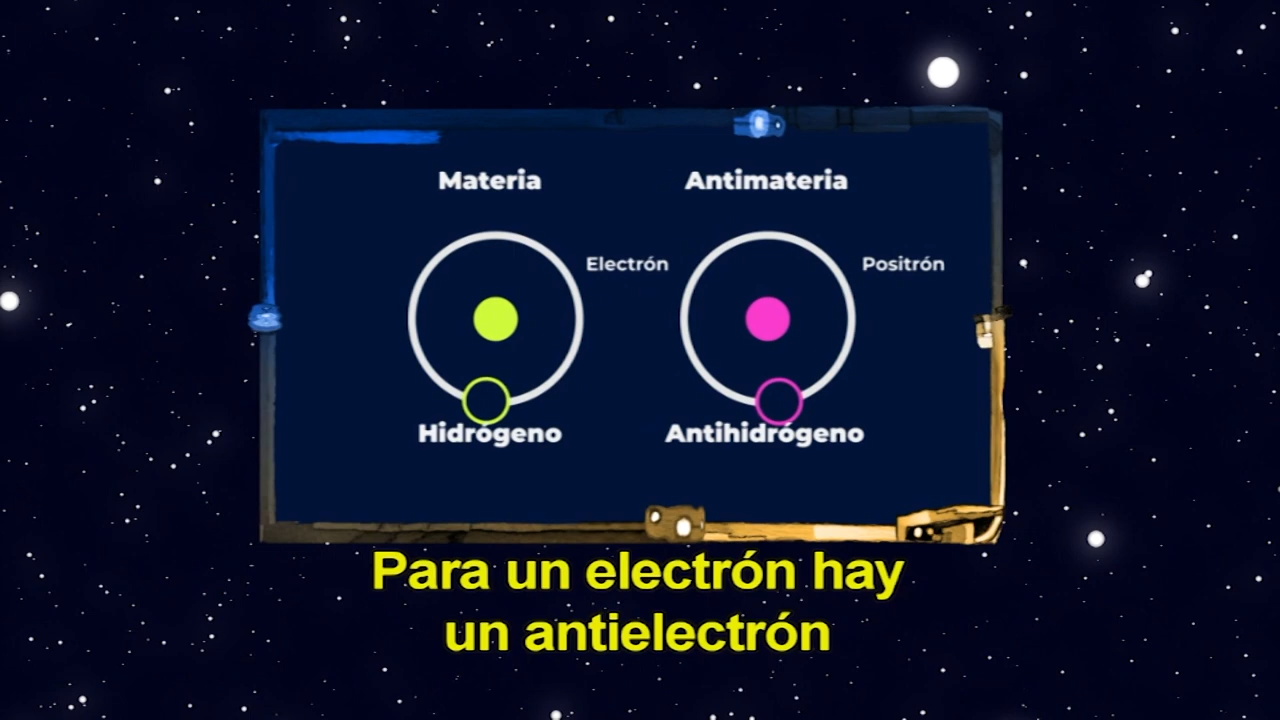 Materia
Antimateria
Electrón
Positrón
Hidrógeno
Antihidrógeno
Para un electrón hay
un antielectrón